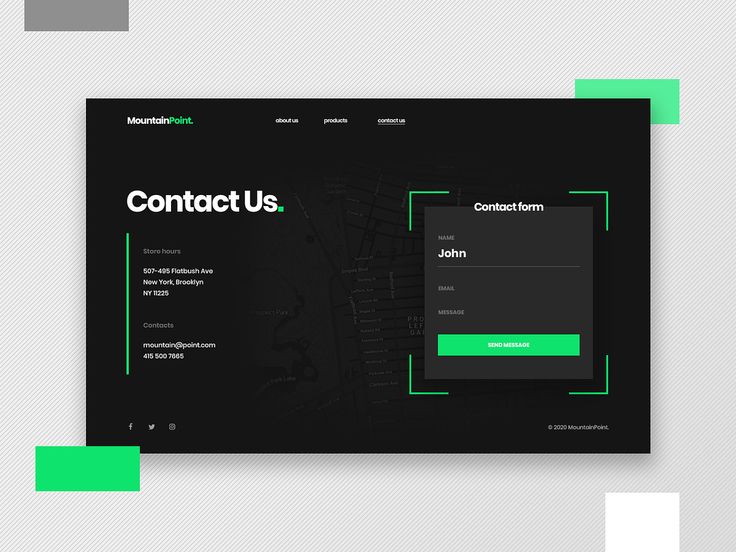 MountainPoint.
about us
products
contact us
Contact Us.
Store hours
507-495 Flatbush Ave
New York, Brooklyn
NY 11225
Contacts
mountain@point.com
415 500 7665
Contact form
NAME
John
EMAIL
MESSAGE
SEND MESSAGE
© 2020 MountainPoint.